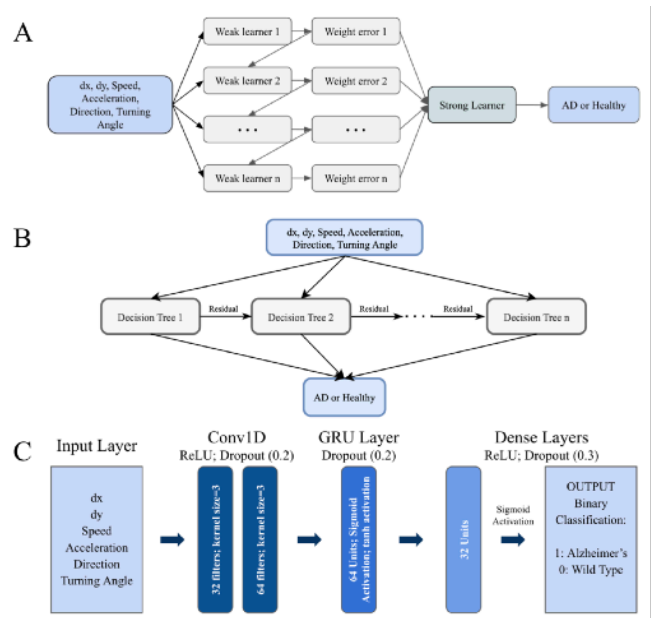 A
dx, dy, Speed,
Acceleration,
Direction, Turning
Angle
Weak learner 1
Weight error 1
Weak learner 2
Weight error 2
• • •
• • •
Weak learner n
Weight error n
Strong Learner
AD or Healthy
B
dx, dy, Speed, Acceleration,
Direction, Turning Angle
Decision Tree 1
Residual
Decision Tree 2
Residual
• • •
Residual
Decision Tree n
AD or Healthy
C
Input Layer
dx
dy
Speed
Acceleration
Direction
Turning Angle
Conv1D
ReLU; Dropout (0.2)
32 filters; kernel size=3
64 filters; kernel size=3
GRU Layer
Dropout (0.2)
64 Units; Sigmoid
Activation; tanh activation
Dense Layers
ReLU; Dropout (0.3)
32 Units
Sigmoid
Activation
OUTPUT
Binary
Classification:
1: Alzheimer's
0: Wild Type